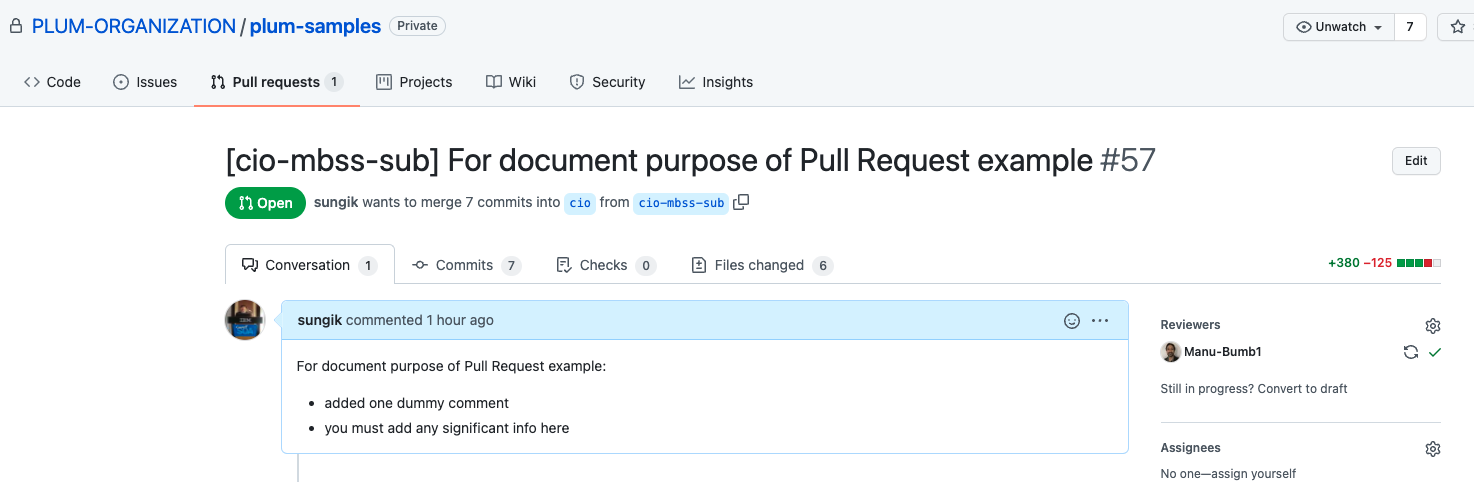 PLUM-ORGANIZATION / plum-samples Private Unwatch 7
Code Issues Pull requests 1 Projects Wiki Security Insights
[cio-mbss-sub] For document purpose of Pull Request example #57 Edit
Open sungik wants to merge 7 commits into cio from cio-mbss-sub
Conversation 1 Commits 7 Checks 0 Files changed 6 +380 −125
sungik commented 1 hour ago
Reviewers
Manu-Bumb1
For document purpose of Pull Request example:
Still in progress? Convert to draft
• added one dummy comment
• you must add any significant info here
Assignees
No one—assign yourself